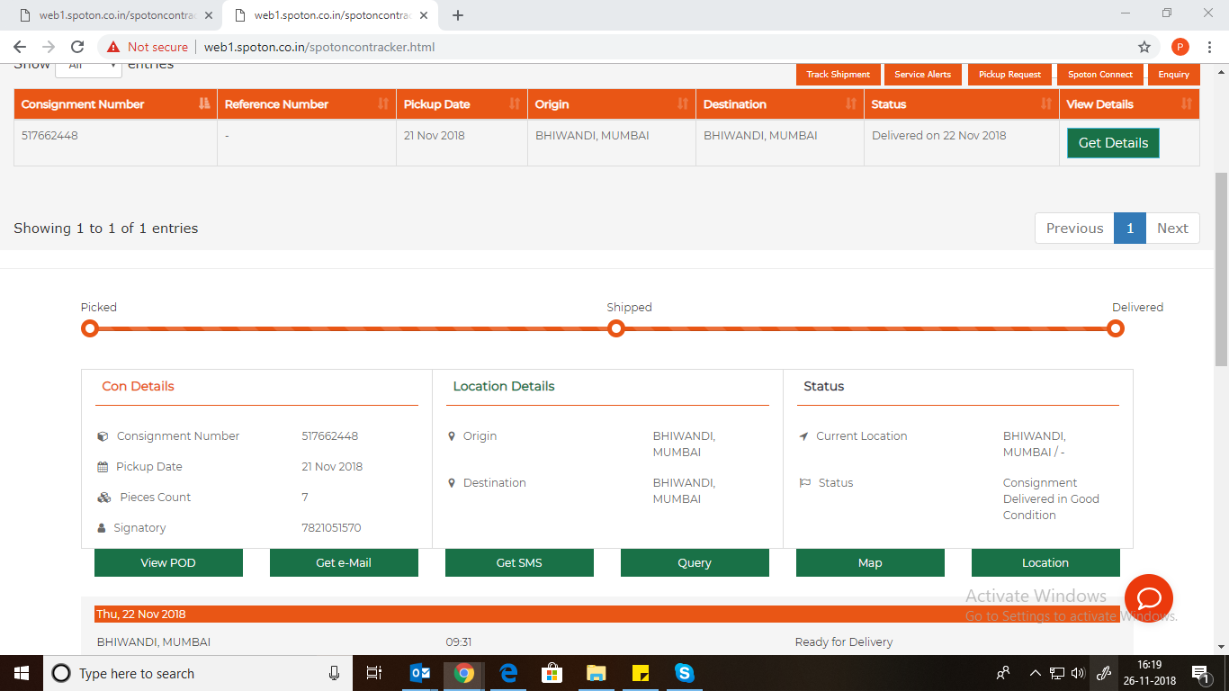 web1.spoton.co.in/spotoncontra web1.spoton.co.in/spotoncontra
Not secure web1.spoton.co.in/spotoncontracker.html P
Show All entries
Track Shipment Service Alerts Pickup Request Spoton Connect Enquiry
Consignment Number Reference Number Pickup Date Origin Destination Status View Details
517662448 - 21 Nov 2018 BHIWANDI, MUMBAI BHIWANDI, MUMBAI Delivered on 22 Nov 2018 Get Details
Showing 1 to 1 of 1 entries Previous 1 Next
Picked Shipped Delivered
Con Details
Consignment Number 517662448
Pickup Date 21 Nov 2018
Pieces Count 7
Signatory 7821051570
Location Details
Origin BHIWANDI,
MUMBAI
Destination BHIWANDI,
MUMBAI
Status
Current Location BHIWANDI,
MUMBAI / -
Status Consignment
Delivered in Good
Condition
View POD Get e-Mail Get SMS Query Map Location
Activate Windows
Go to Settings to activate Windows.
Thu, 22 Nov 2018
BHIWANDI, MUMBAI 09:31 Ready for Delivery
Type here to search
16:19
26-11-2018
1